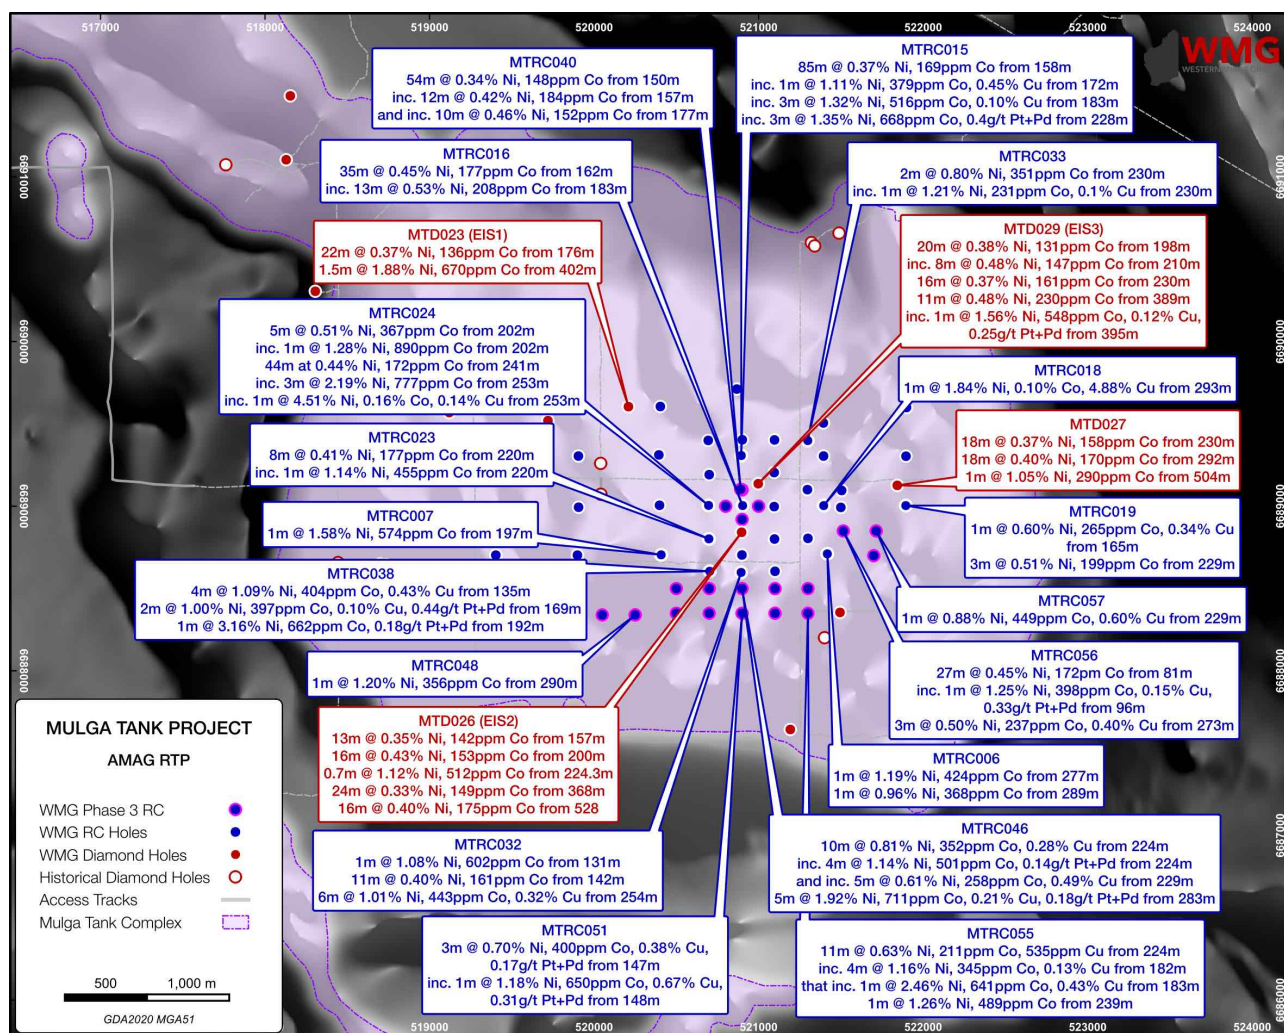 517000 518000 519000 520000 521000 522000 523000 524000
WMG
MTRC040
54m @ 0.34% Ni, 148ppm Co from 150m
inc. 12m @ 0.42% Ni, 184ppm Co from 157m
and inc. 10m @ 0.46% Ni, 152ppm Co from 177m
MTRC015
85m @ 0.37% Ni, 169ppm Co from 158m
inc. 1m @ 1.11% Ni, 379ppm Co, 0.45% Cu from 172m
inc. 3m @ 1.32% Ni, 516ppm Co, 0.10% Cu from 183m
inc. 3m @ 1.35% Ni, 668ppm Co, 0.4g/t Pt+Pd from 228m
MTRC016
35m @ 0.45% Ni, 177ppm Co from 162m
inc. 13m @ 0.53% Ni, 208ppm Co from 183m
MTRC033
2m @ 0.80% Ni, 351ppm Co from 230m
inc. 1m @ 1.21% Ni, 231ppm Co, 0.1% Cu from 230m
6691000
6691000
MTD023 (EIS1)
22m @ 0.37% Ni, 136ppm Co from 176m
1.5m @ 1.88% Ni, 670ppm Co from 402m
MTD029 (EIS3)
20m @ 0.38% Ni, 131ppm Co from 198m
inc. 8m @ 0.48% Ni, 147ppm Co from 210m
16m @ 0.37% Ni, 161ppm Co from 230m
11m @ 0.48% Ni, 230ppm Co from 389m
inc. 1m @ 1.56% Ni, 548ppm Co, 0.12% Cu,
0.25g/t Pt+Pd from 395m
MTRC024
5m @ 0.51% Ni, 367ppm Co from 202m
inc. 1m @ 1.28% Ni, 890ppm Co from 202m
44m at 0.44% Ni, 172ppm Co from 241m
inc. 3m @ 2.19% Ni, 777ppm Co from 253m
inc. 1m @ 4.51% Ni, 0.16% Co, 0.14% Cu from 253m
6690000
6690000
MTRC018
1m @ 1.84% Ni, 0.10% Co, 4.88% Cu from 293m
MTRC023
8m @ 0.41% Ni, 177ppm Co from 220m
inc. 1m @ 1.14% Ni, 455ppm Co from 220m
MTD027
18m @ 0.37% Ni, 158ppm Co from 230m
18m @ 0.40% Ni, 170ppm Co from 292m
1m @ 1.05% Ni, 290ppm Co from 504m
6689000
6689000
MTRC007
1m @ 1.58% Ni, 574ppm Co from 197m
MTRC019
1m @ 0.60% Ni, 265ppm Co, 0.34% Cu
from 165m
3m @ 0.51% Ni, 199ppm Co from 229m
MTRC038
4m @ 1.09% Ni, 404ppm Co, 0.43% Cu from 135m
2m @ 1.00% Ni, 397ppm Co, 0.10% Cu, 0.44g/t Pt+Pd from 169m
1m @ 3.16% Ni, 662ppm Co, 0.18g/t Pt+Pd from 192m
MTRC057
1m @ 0.88% Ni, 449ppm Co, 0.60% Cu from 229m
MTRC048
1m @ 1.20% Ni, 356ppm Co from 290m
MTRC056
27m @ 0.45% Ni, 172pm Co from 81m
inc. 1m @ 1.25% Ni, 398ppm Co, 0.15% Cu,
0.33g/t Pt+Pd from 96m
3m @ 0.50% Ni, 237ppm Co, 0.40% Cu from 273m
6688000
6688000
MTD026 (EIS2)
13m @ 0.35% Ni, 142ppm Co from 157m
16m @ 0.43% Ni, 153ppm Co from 200m
0.7m @ 1.12% Ni, 512ppm Co from 224.3m
24m @ 0.33% Ni, 149ppm Co from 368m
16m @ 0.40% Ni, 175ppm Co from 528
MTRC006
1m @ 1.19% Ni, 424ppm Co from 277m
1m @ 0.96% Ni, 368ppm Co from 289m
MULGA TANK PROJECT
AMAG RTP
WMG Phase 3 RC
WMG RC Holes
WMG Diamond Holes
Historical Diamond Holes
Access Tracks
Mulga Tank Complex
500 1,000 m
GDA2020 MGA51
MTRC032
1m @ 1.08% Ni, 602ppm Co from 131m
11m @ 0.40% Ni, 161ppm Co from 142m
6m @ 1.01% Ni, 443ppm Co, 0.32% Cu from 254m
MTRC046
10m @ 0.81% Ni, 352ppm Co, 0.28% Cu from 224m
inc. 4m @ 1.14% Ni, 501ppm Co, 0.14g/t Pt+Pd from 224m
and inc. 5m @ 0.61% Ni, 258ppm Co, 0.49% Cu from 229m
5m @ 1.92% Ni, 711ppm Co, 0.21% Cu, 0.18g/t Pt+Pd from 283m
6687000
MTRC051
3m @ 0.70% Ni, 400ppm Co, 0.38% Cu,
0.17g/t Pt+Pd from 147m
inc. 1m @ 1.18% Ni, 650ppm Co, 0.67% Cu,
0.31g/t Pt+Pd from 148m
MTRC055
11m @ 0.63% Ni, 211ppm Co, 535ppm Cu from 224m
inc. 4m @ 1.16% Ni, 345ppm Co, 0.13% Cu from 182m
that inc. 1m @ 2.46% Ni, 641ppm Co, 0.43% Cu from 183m
1m @ 1.26% Ni, 489ppm Co from 239m
6686000
519000 520000 521000 522000 523000 524000